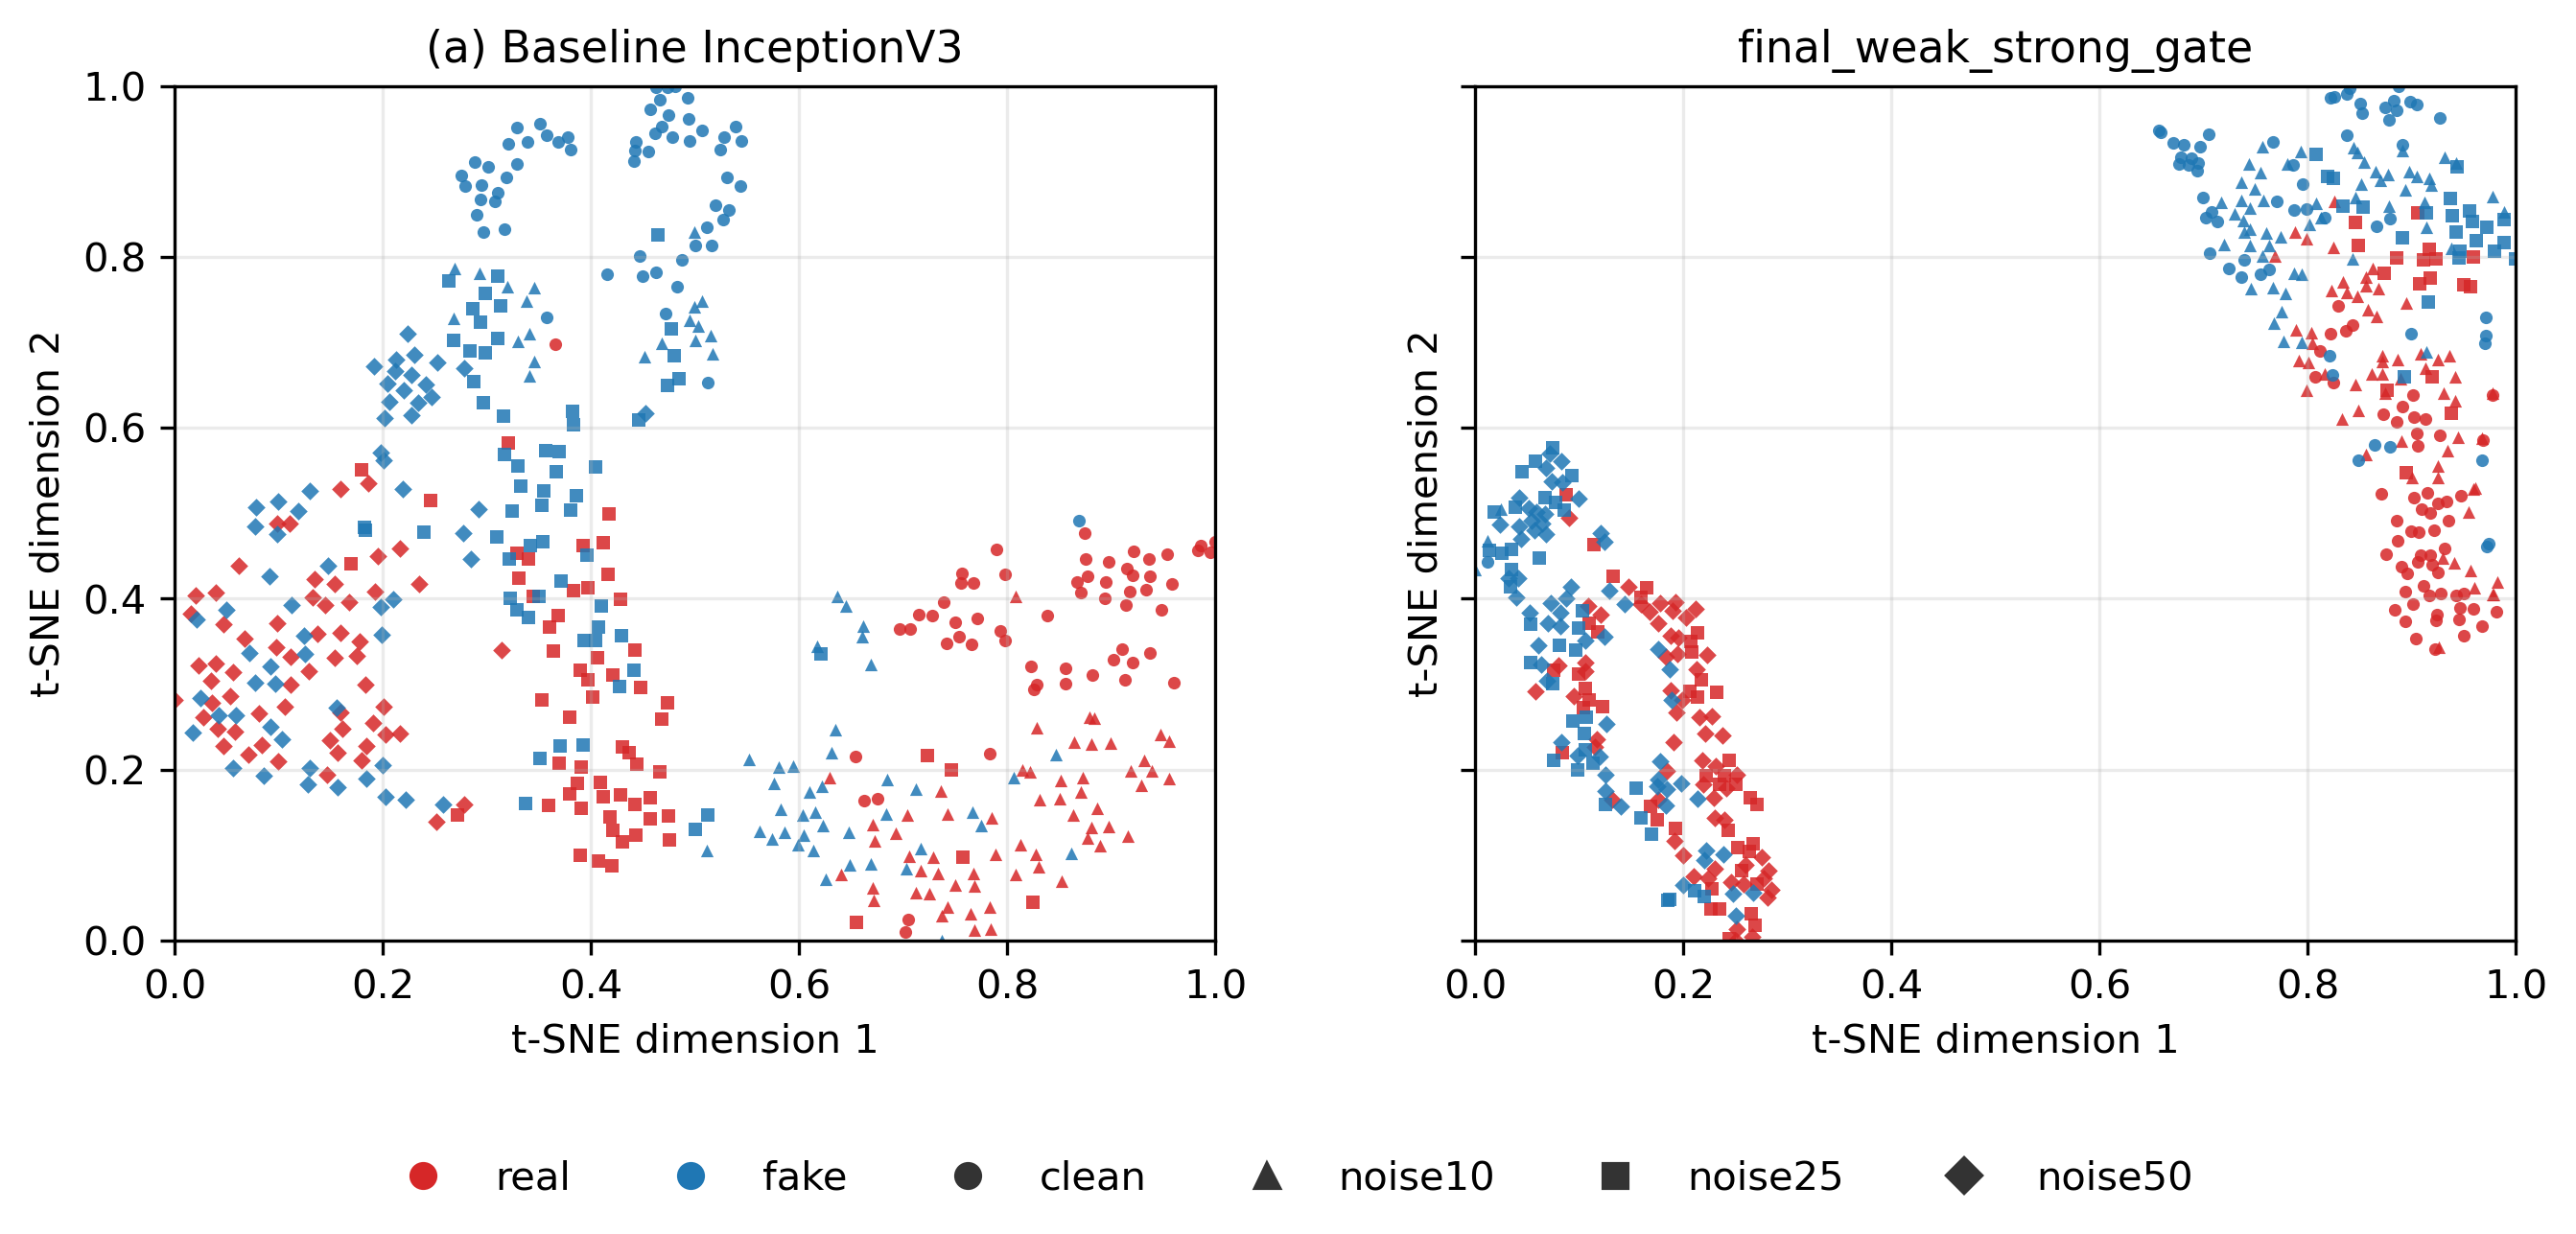 (a) Baseline InceptionV3
final_weak_strong_gate
1.0
0.8
0.6
0.4
0.2
0.0
t-SNE dimension 2
0.0 0.2 0.4 0.6 0.8 1.0
t-SNE dimension 1
t-SNE dimension 2
0.0 0.2 0.4 0.6 0.8 1.0
t-SNE dimension 1
real fake clean noise10 noise25 noise50